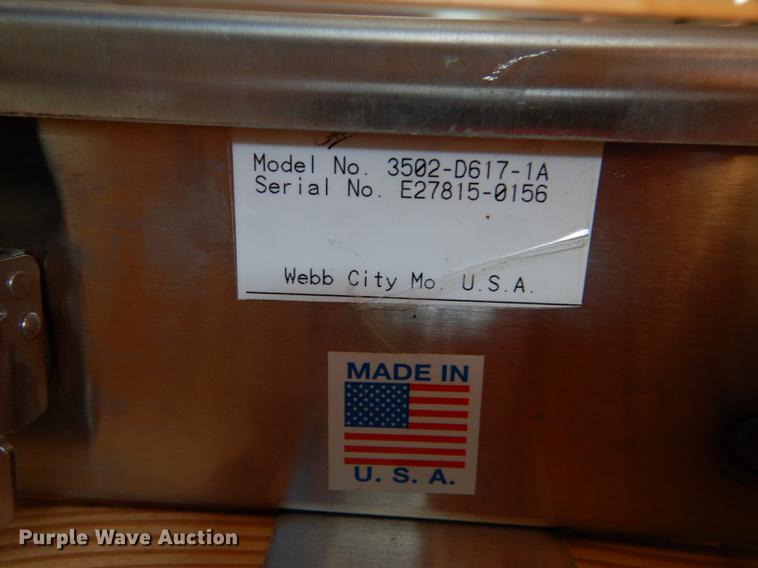 Model No. 3502-D617-1A
Serial No. E27815-0156
Webb City Mo. U.S.A.
MADE IN
U.S.A.
Purple Wave Auction